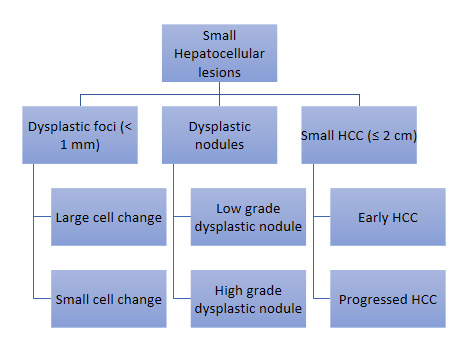 Small
Hepatocellular
lesions
Dysplastic foci (<
1 mm)
Dysplastic
nodules
Small HCC (≤ 2 cm)
Large cell change
Low grade
dysplastic nodule
Early HCC
Small cell change
High grade
dysplastic nodule
Progressed HCC